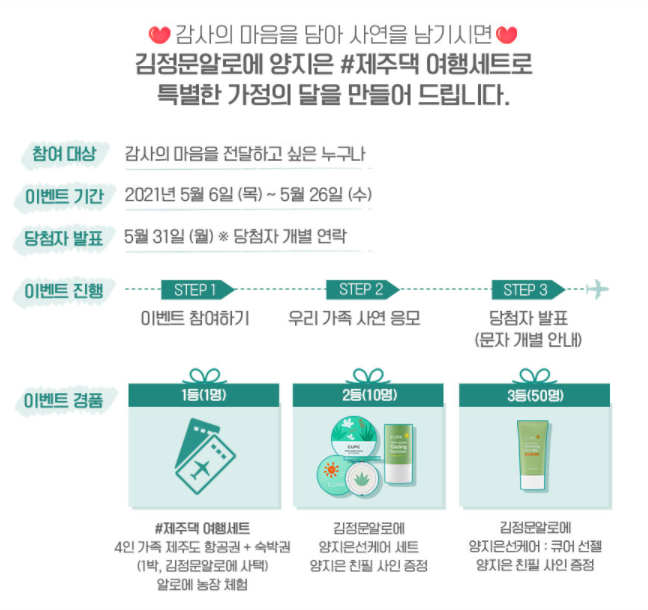 감사의 마음을 담아 사연을 남기시면
김정문알로에 양지은 #제주댁 여행세트로
특별한 가정의 달을 만들어 드립니다.
참여 대상 감사의 마음을 전달하고 싶은 누구나
이벤트 기간 2021년 5월 6일 (목) ~ 5월 26일 (수)
당첨자 발표 5월 31일 (월) ※ 당첨자 개별 연락
이벤트 진행 STEP 1 STEP 2 STEP 3
이벤트 참여하기 우리 가족 사연 응모 당첨자 발표
(문자 개별 안내)
이벤트 경품 1등(1명) 2등(10명) 3등(50명)
CURE
#제주댁 여행세트
4인 가족 제주도 항공권 + 숙박권
(1박, 김정문알로에 사택)
알로에 농장 체험
김정문알로에
양지은선케어 세트
양지은 친필 사인 증정
김정문알로에
양지은선케어 : 큐어 선젤
양지은 친필 사인 증정